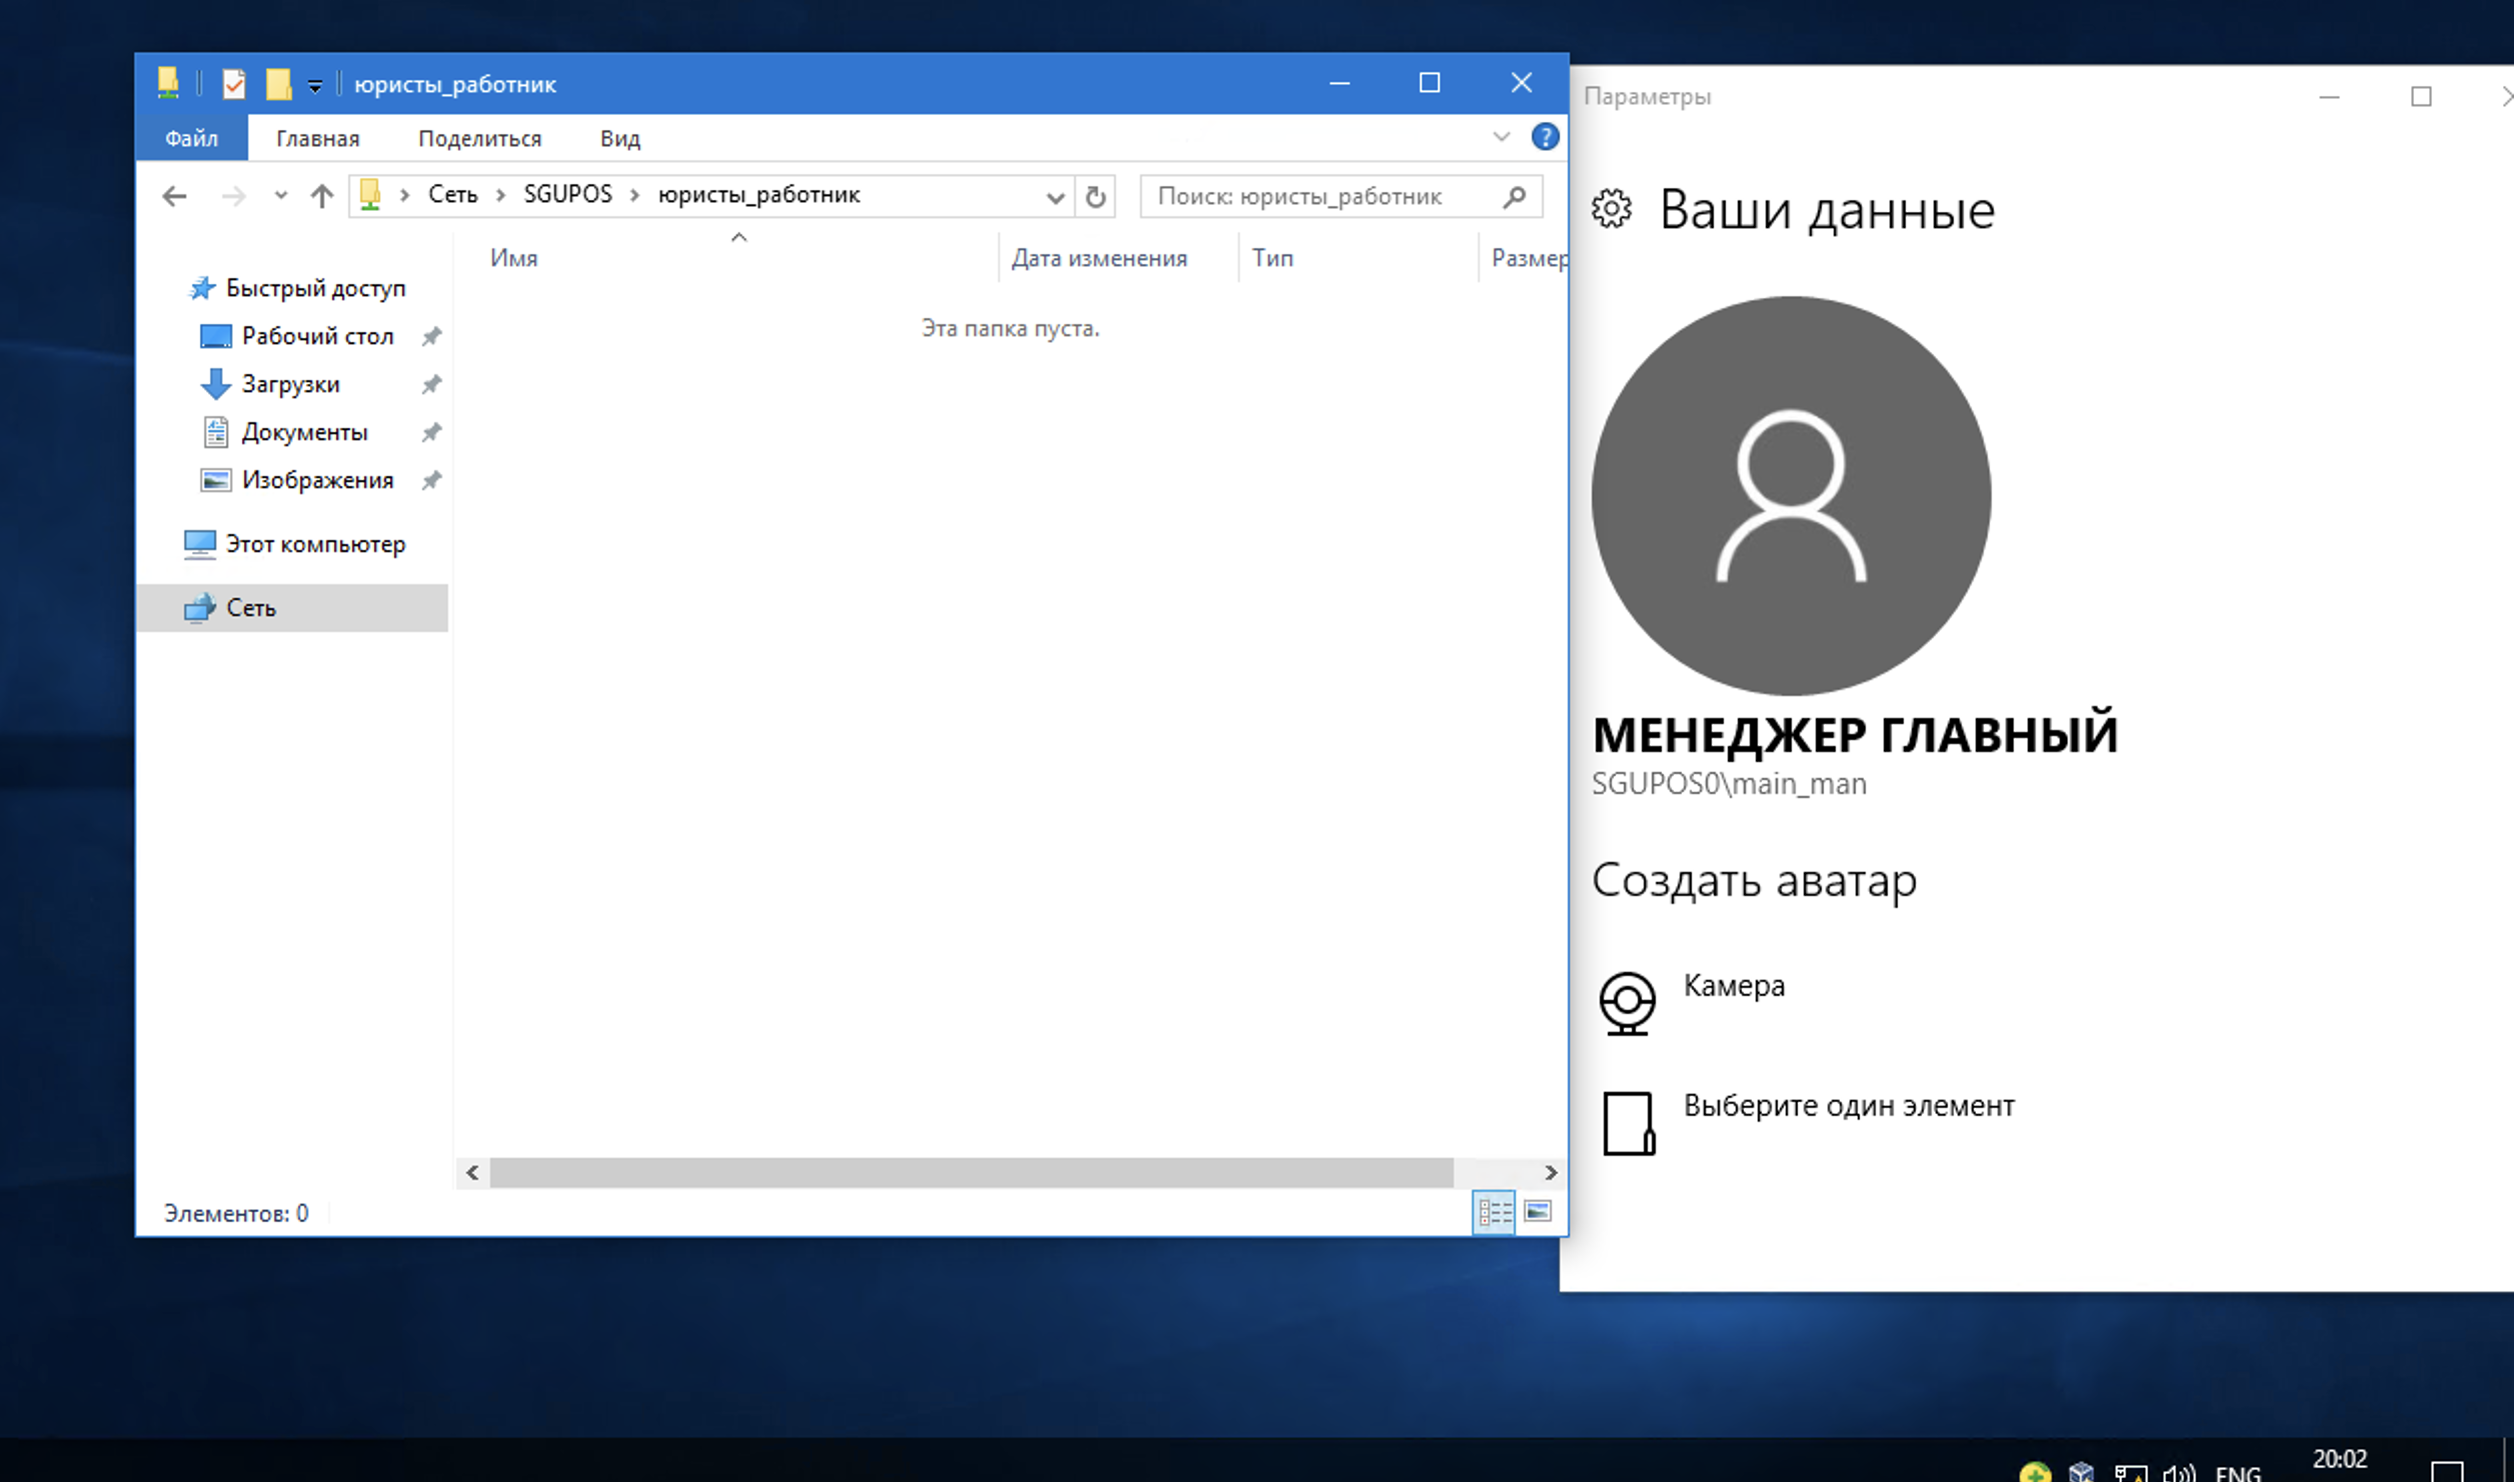 юристы_работник
Файл Главная Поделиться Вид
Сеть SGUPOS юристы_работник
Поиск: юристы_работник
Имя Дата изменения Тип Размер
Эта папка пуста.
Быстрый доступ
Рабочий стол
Загрузки
Документы
Изображения
Этот компьютер
Сеть
Элементов: 0
Параметры
Ваши данные
МЕНЕДЖЕР ГЛАВНЫЙ
SGUPOS0\main_man
Создать аватар
Камера
Выберите один элемент
ENG
20:02